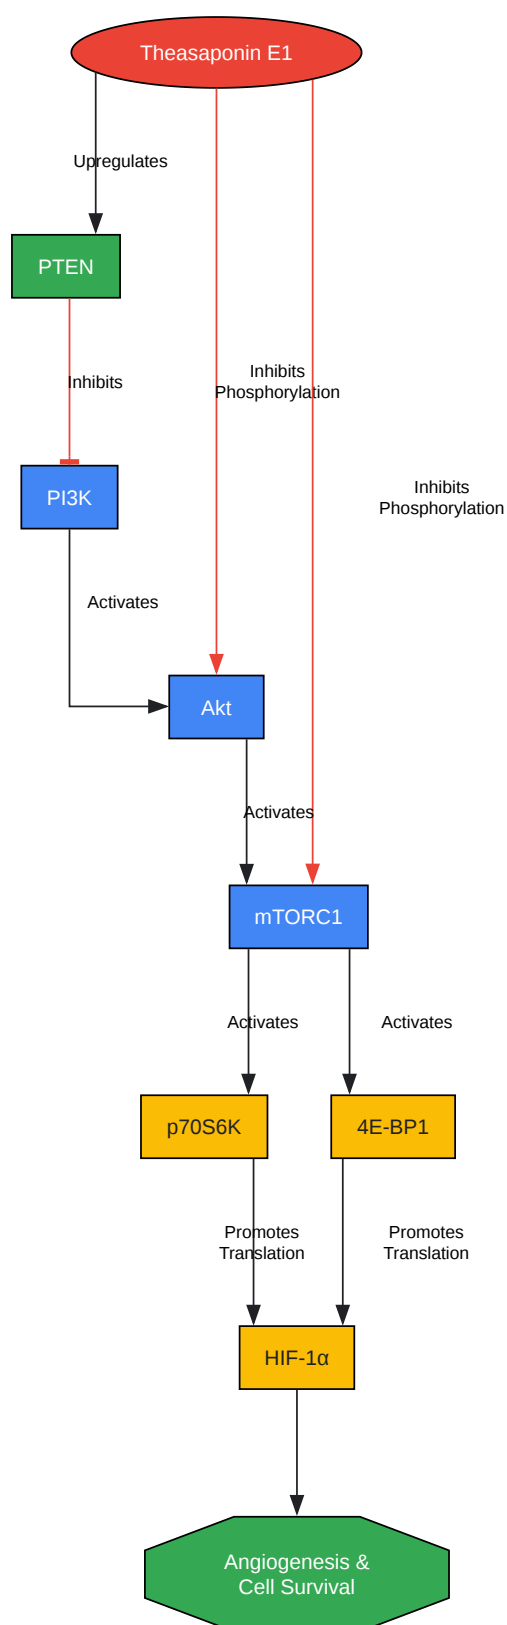 Theasaponin E1
Upregulates
PTEN
Inhibits
Inhibits
Phosphorylation
Inhibits
Phosphorylation
PI3K
Activates
Akt
Activates
mTORC1
Activates
Activates
p70S6K
4E-BP1
Promotes
Translation
Promotes
Translation
HIF-1α
Angiogenesis &
Cell Survival